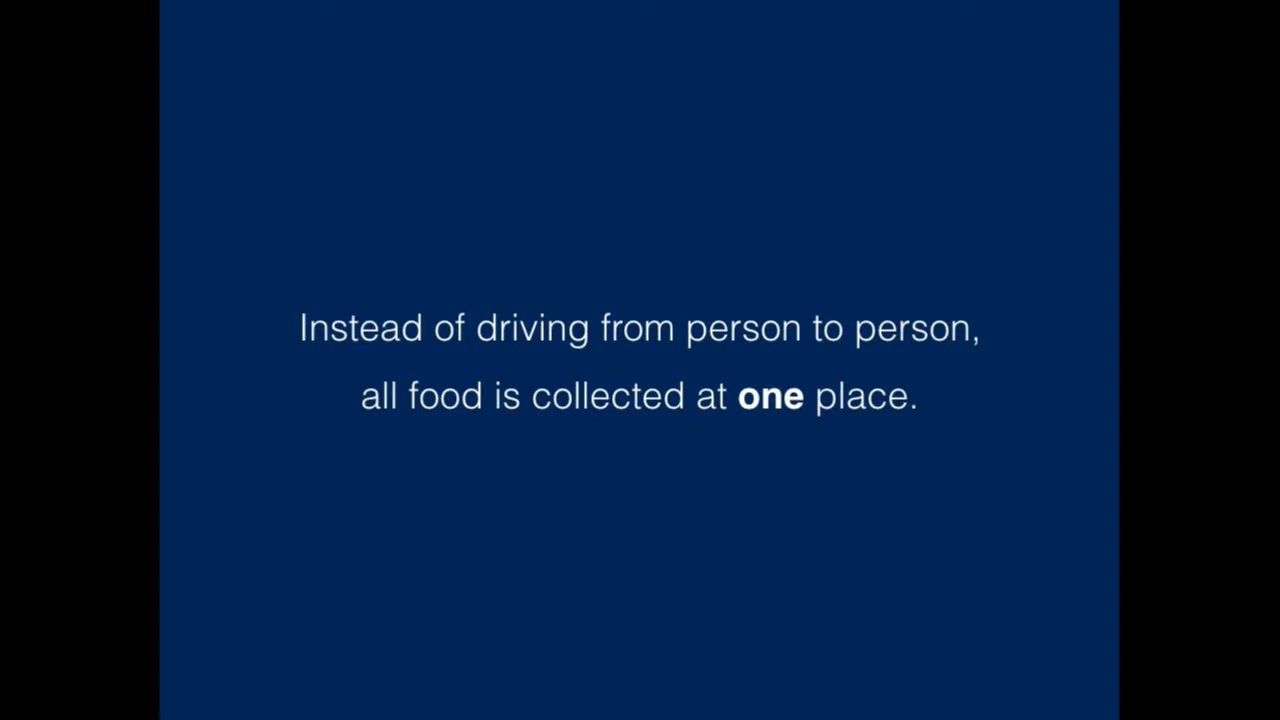 Instead of driving from person to person,
all food is collected at one place.